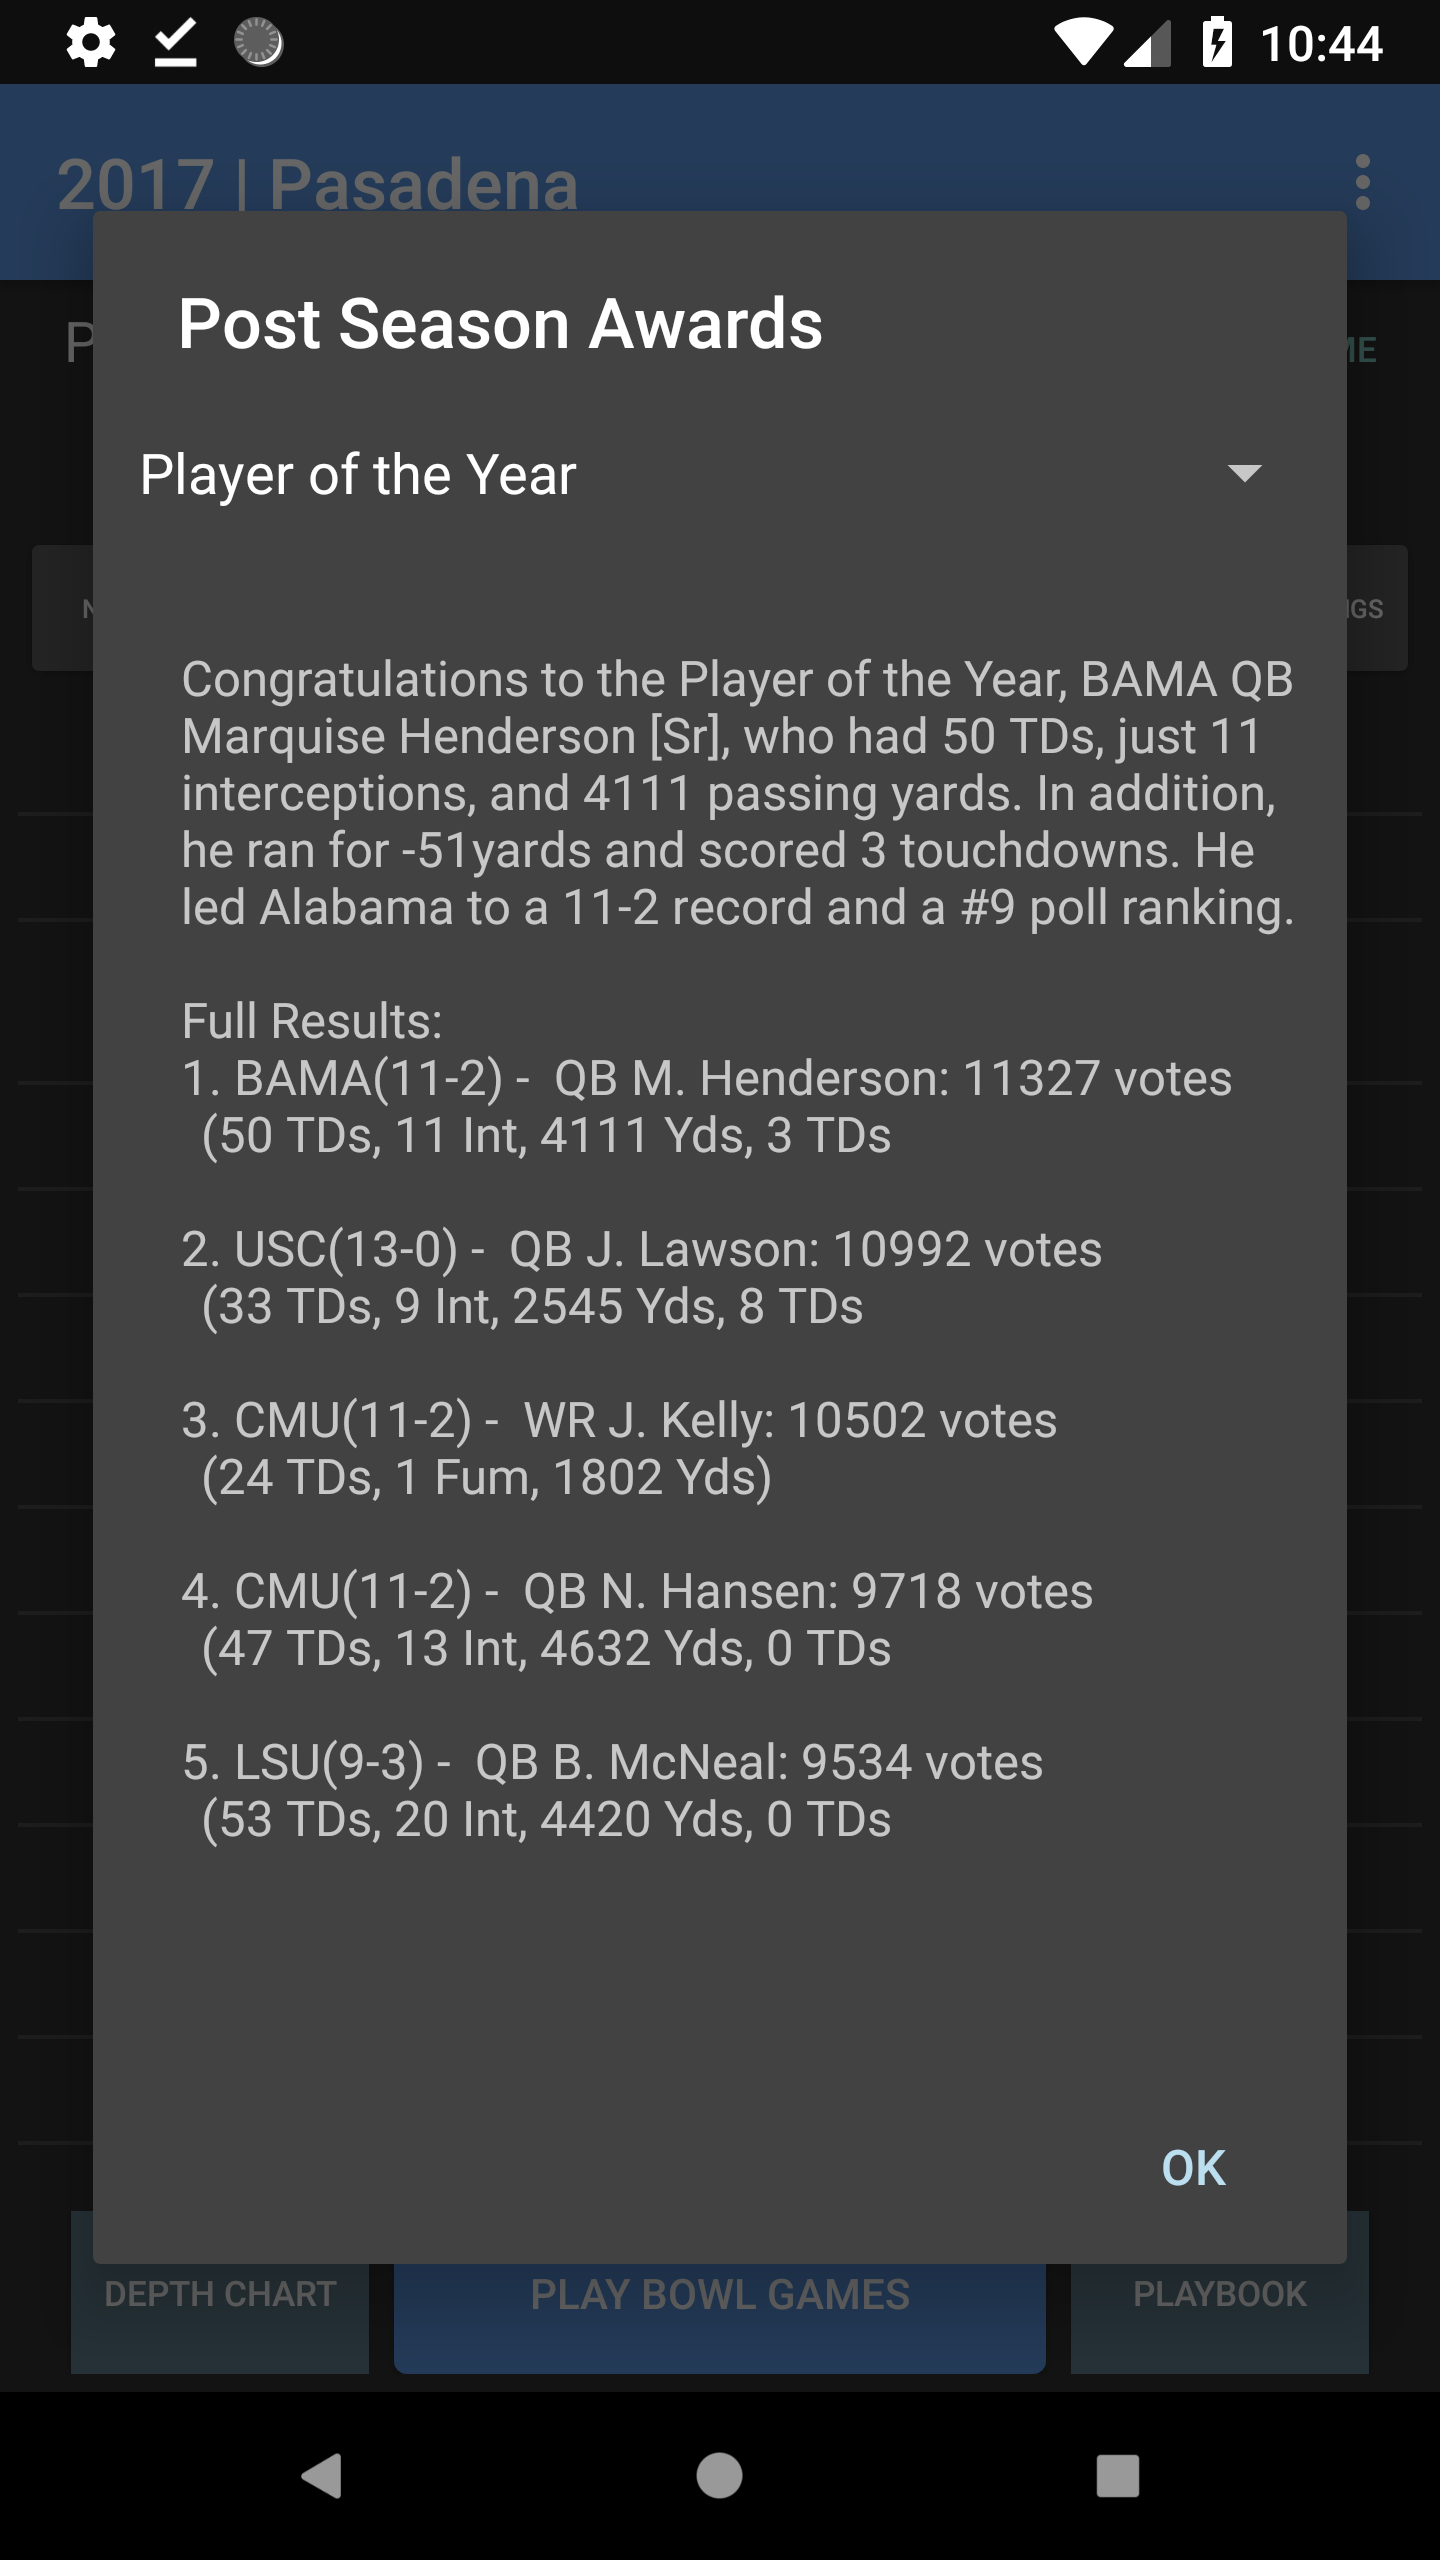 10:44
2017 | Pasadena
Post Season Awards
Player of the Year
Congratulations to the Player of the Year, BAMA QB
Marquise Henderson [Sr], who had 50 TDs, just 11
interceptions, and 4111 passing yards. In addition,
he ran for -51yards and scored 3 touchdowns. He
led Alabama to a 11-2 record and a #9 poll ranking.
Full Results:
1. BAMA(11-2) -  QB M. Henderson: 11327 votes
(50 TDs, 11 Int, 4111 Yds, 3 TDs
2. USC(13-0) -  QB J. Lawson: 10992 votes
(33 TDs, 9 Int, 2545 Yds, 8 TDs
3. CMU(11-2) -  WR J. Kelly: 10502 votes
(24 TDs, 1 Fum, 1802 Yds)
4. CMU(11-2) -  QB N. Hansen: 9718 votes
(47 TDs, 13 Int, 4632 Yds, 0 TDs
5. LSU(9-3) -  QB B. McNeal: 9534 votes
(53 TDs, 20 Int, 4420 Yds, 0 TDs
OK
DEPTH CHART
PLAY BOWL GAMES
PLAYBOOK